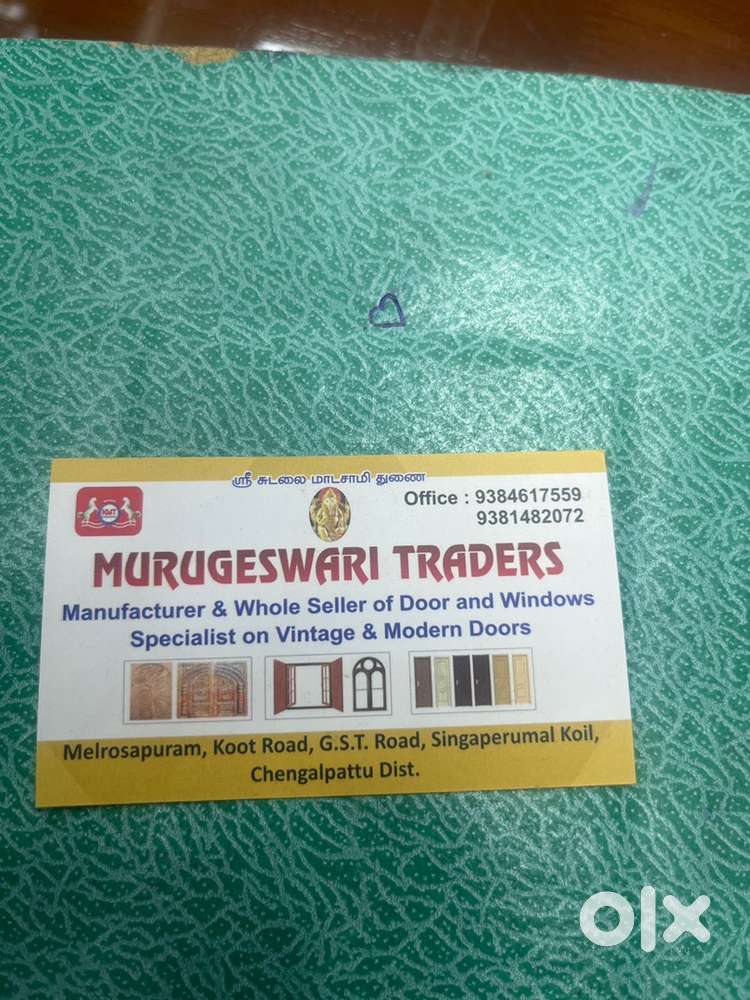 ஸ்ரீ சுடலை மாடசாமி துணை
Office : 9384617559
9381482072
MURUGESWARI TRADERS
Manufacturer & Whole Seller of Door and Windows
Specialist on Vintage & Modern Doors
Melrosapuram, Koot Road, G.S.T. Road, Singaperumal Koil,
Chengalpattu Dist.
olx